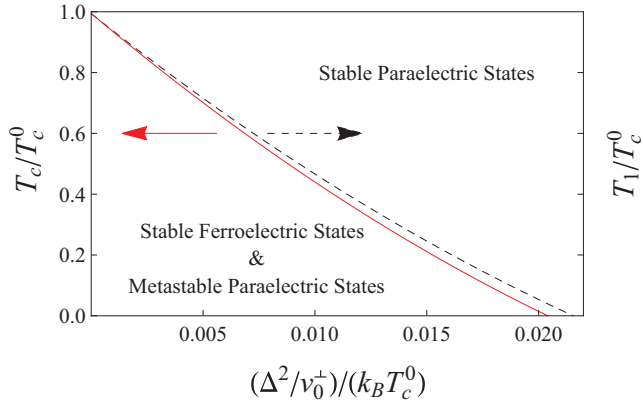 1.0
0.8
0.6
0.4
0.2
0.0
T_c/T_c^0
Stable Paraelectric States
Stable Ferroelectric States
&
Metastable Paraelectric States
T_1/T_c^0
0.005
0.010
0.015
0.020
(Δ^2/v_0^⊥)/(k_B T_c^0)